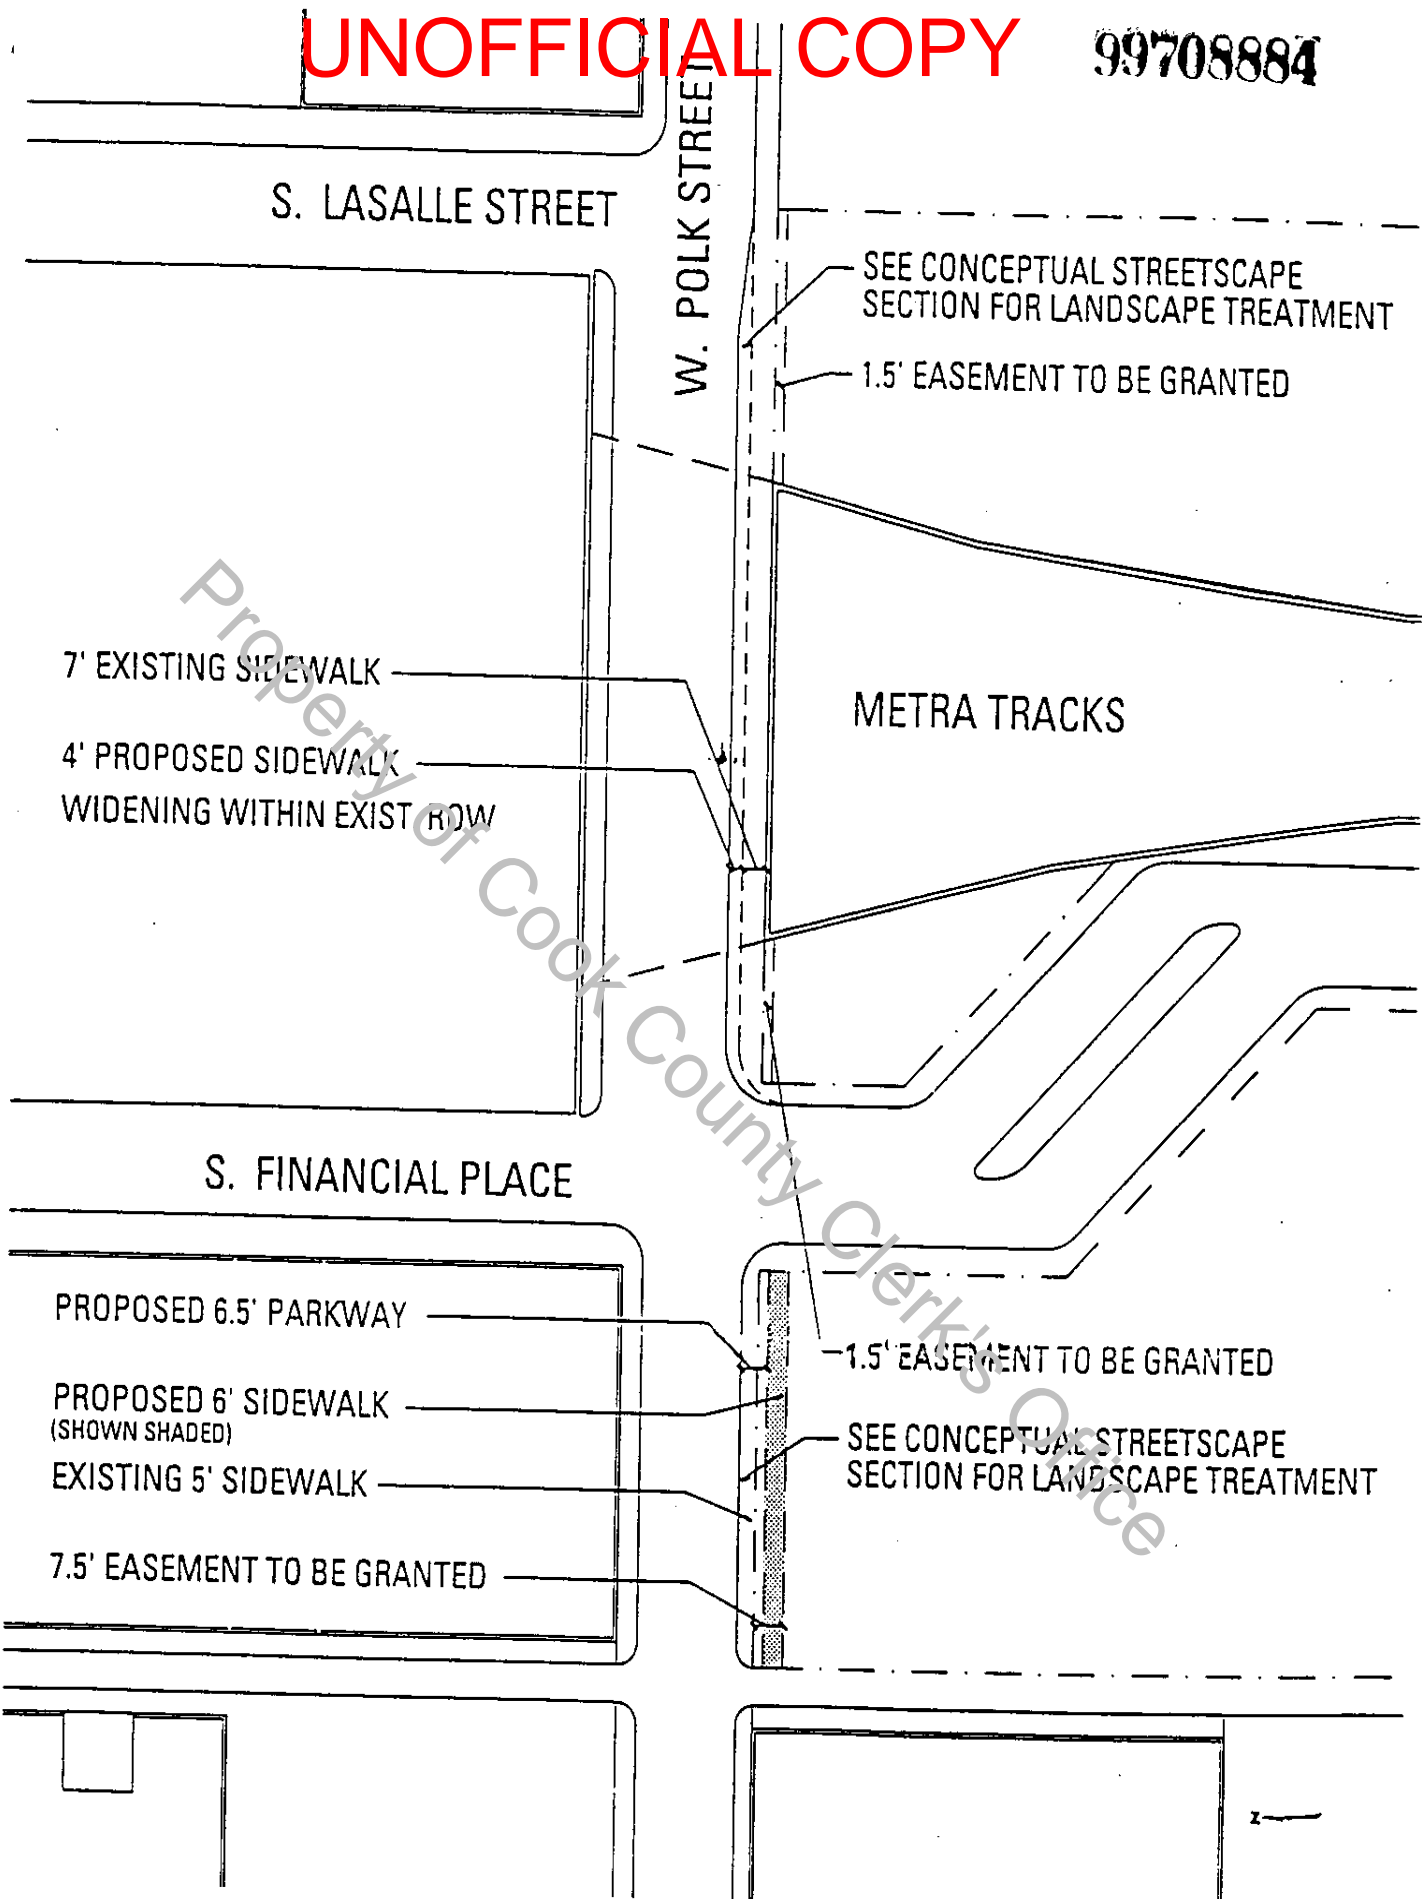 UNOFFICIAL COPY
99708884
S. LASALLE STREET
W. POLK STREET
SEE CONCEPTUAL STREETSCAPE
SECTION FOR LANDSCAPE TREATMENT
1.5' EASEMENT TO BE GRANTED
7' EXISTING SIDEWALK
METRA TRACKS
4' PROPOSED SIDEWALK
WIDENING WITHIN EXIST ROW
Property of Cook County Clerk's Office
S. FINANCIAL PLACE
PROPOSED 6.5' PARKWAY
1.5' EASEMENT TO BE GRANTED
PROPOSED 6' SIDEWALK
(SHOWN SHADED)
SEE CONCEPTUAL STREETSCAPE
SECTION FOR LANDSCAPE TREATMENT
EXISTING 5' SIDEWALK
7.5' EASEMENT TO BE GRANTED
z